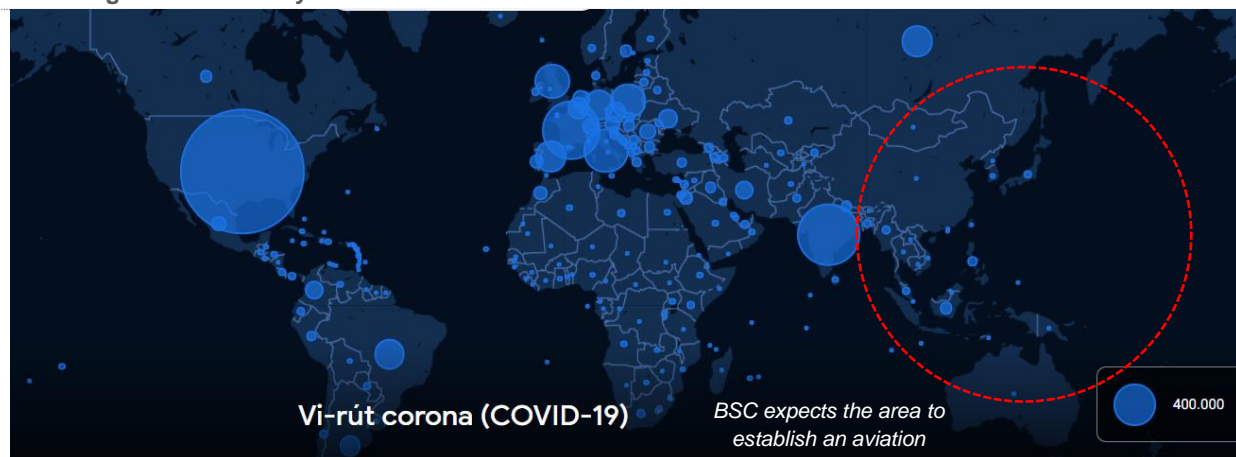 Vi-rút corona (COVID-19)
BSC expects the area to
establish an aviation
400.000